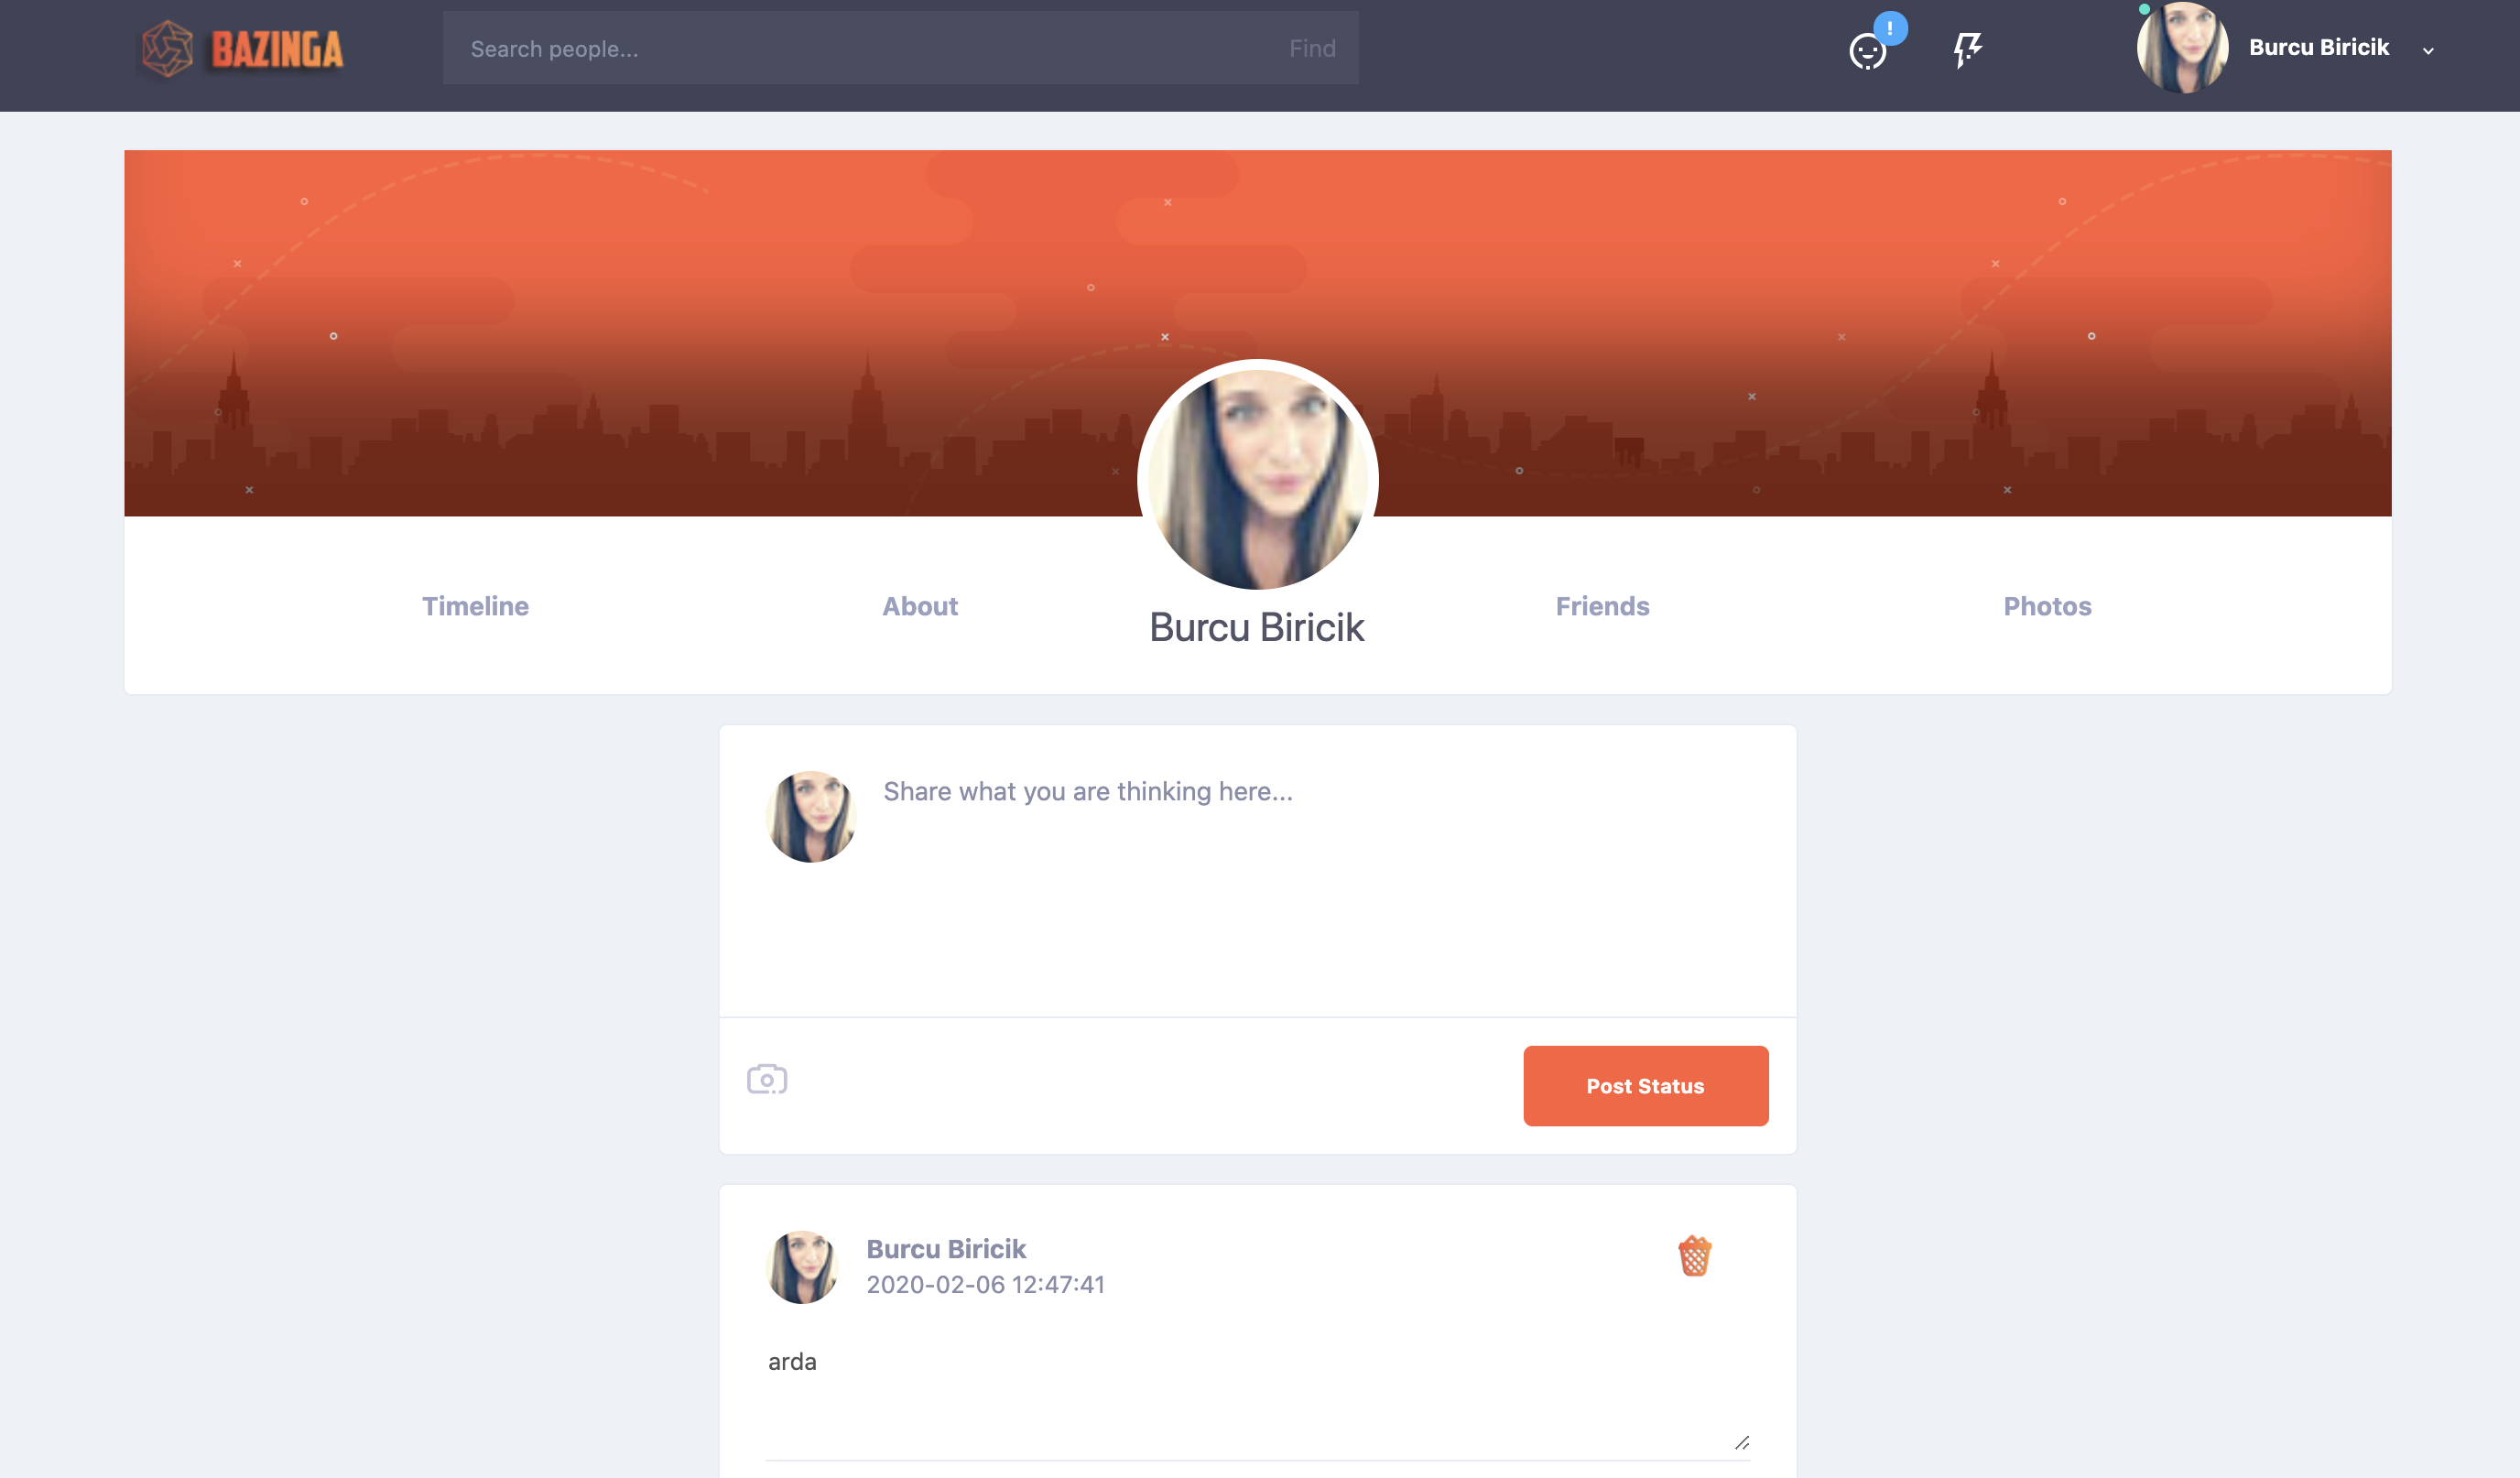 BAZINGA
Search people...
Find
!
Burcu Biricik
Timeline
About
Burcu Biricik
Friends
Photos
Share what you are thinking here...
Post Status
Burcu Biricik
2020-02-06 12:47:41
arda